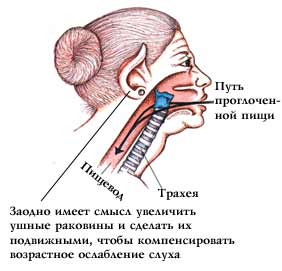 Путь
проглочен-
ной пищи
Пищевод
Трахея
Заодно имеет смысл увеличить
ушные раковины и сделать их
подвижными, чтобы компенсировать
возрастное ослабление слуха